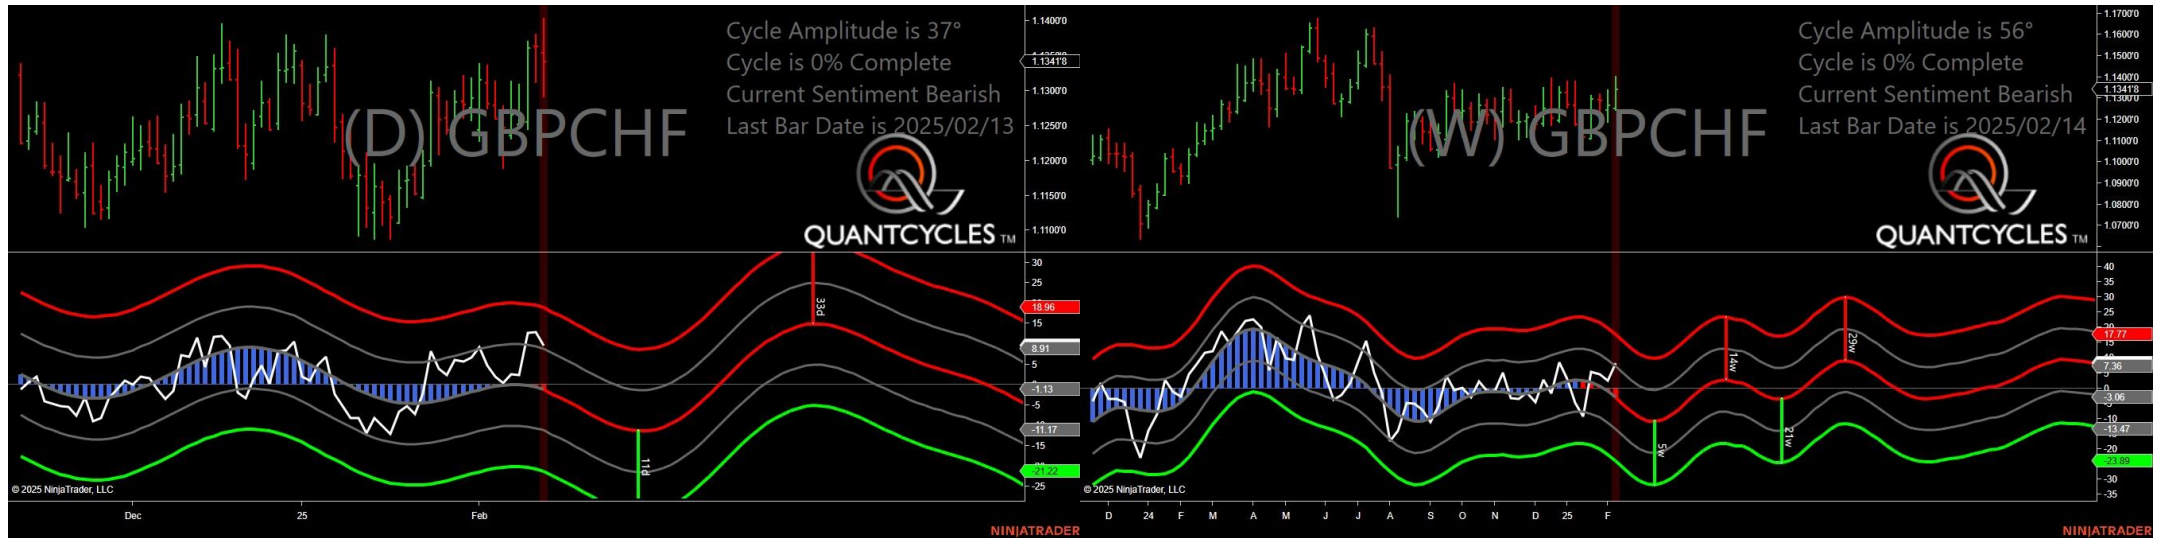 Cycle Amplitude is 37°
Cycle is 0% Complete
Current Sentiment Bearish
Last Bar Date is 2025/02/13
(D) GBPCHF
QUANTCYCLES TM
1.1400'0
1.1341'8
1.1300'0
1.1250'0
1.1200'0
1.1150'0
1.1100'0
30
25
18.96
15
8.91
5
-1.13
-5
-11.17
-15
-21.22
-25
33d
11d
© 2025 NinjaTrader, LLC
Dec
25
Feb
NINJATRADER
Cycle Amplitude is 56°
Cycle is 0% Complete
Current Sentiment Bearish
Last Bar Date is 2025/02/14
(W) GBPCHF
QUANTCYCLES TM
1.1700'0
1.1600'0
1.1500'0
1.1400'0
1.1341'8
1.1300'0
1.1200'0
1.1100'0
1.1000'0
1.0900'0
1.0800'0
1.0700'0
40
35
30
25
17.77
15
7.36
5
0
-3.06
-10
-13.47
-20
-23.89
-30
-35
14w
29w
5w
21w
© 2025 NinjaTrader, LLC
D
24
F
M
A
M
J
J
A
S
O
N
D
25
F
NINJATRADER